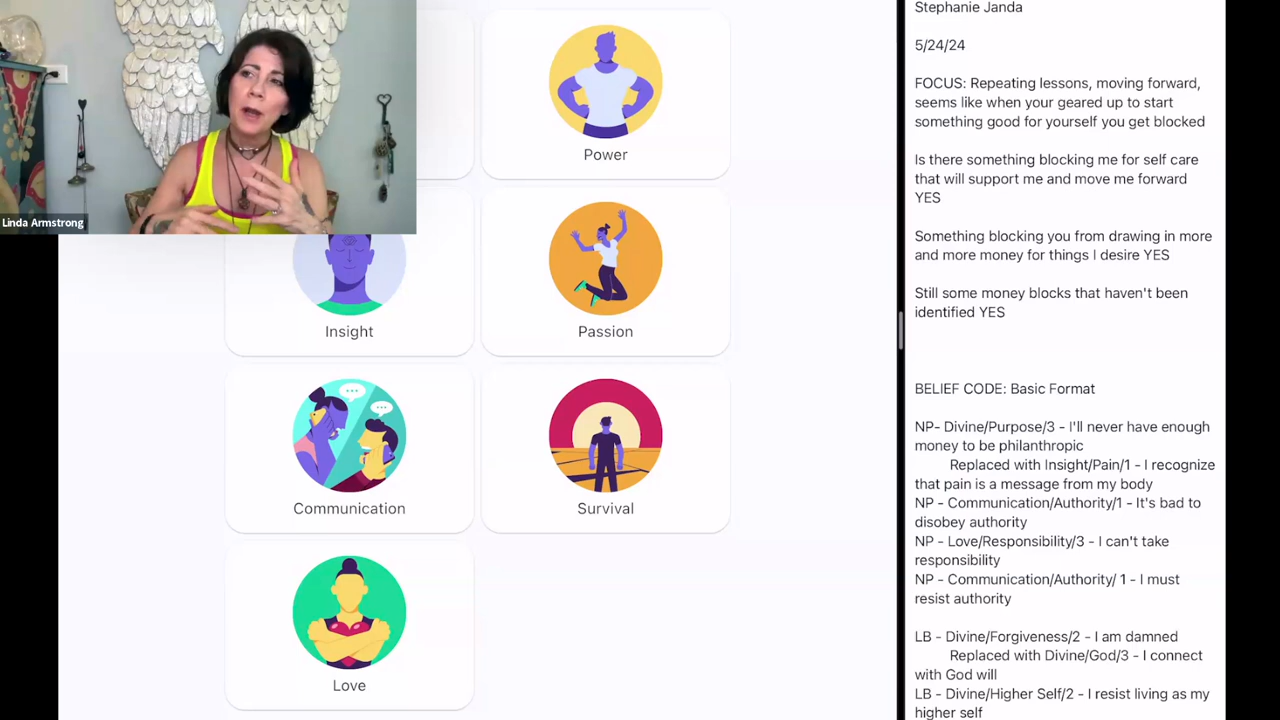 Linda Armstrong
Power
Insight
Passion
Communication
Survival
Love
Stephanie Janda
5/24/24
FOCUS: Repeating lessons, moving forward,
seems like when your geared up to start
something good for yourself you get blocked
Is there something blocking me for self care
that will support me and move me forward
YES
Something blocking you from drawing in more
and more money for things I desire YES
Still some money blocks that haven't been
identified YES
BELIEF CODE: Basic Format
NP- Divine/Purpose/3 - I'll never have enough
money to be philanthropic
Replaced with Insight/Pain/1 - I recognize
that pain is a message from my body
NP - Communication/Authority/1 - It's bad to
disobey authority
NP - Love/Responsibility/3 - I can't take
responsibility
NP - Communication/Authority/ 1 - I must
resist authority
LB - Divine/Forgiveness/2 - I am damned
Replaced with Divine/God/3 - I connect
with God will
LB - Divine/Higher Self/2 - I resist living as my
higher self